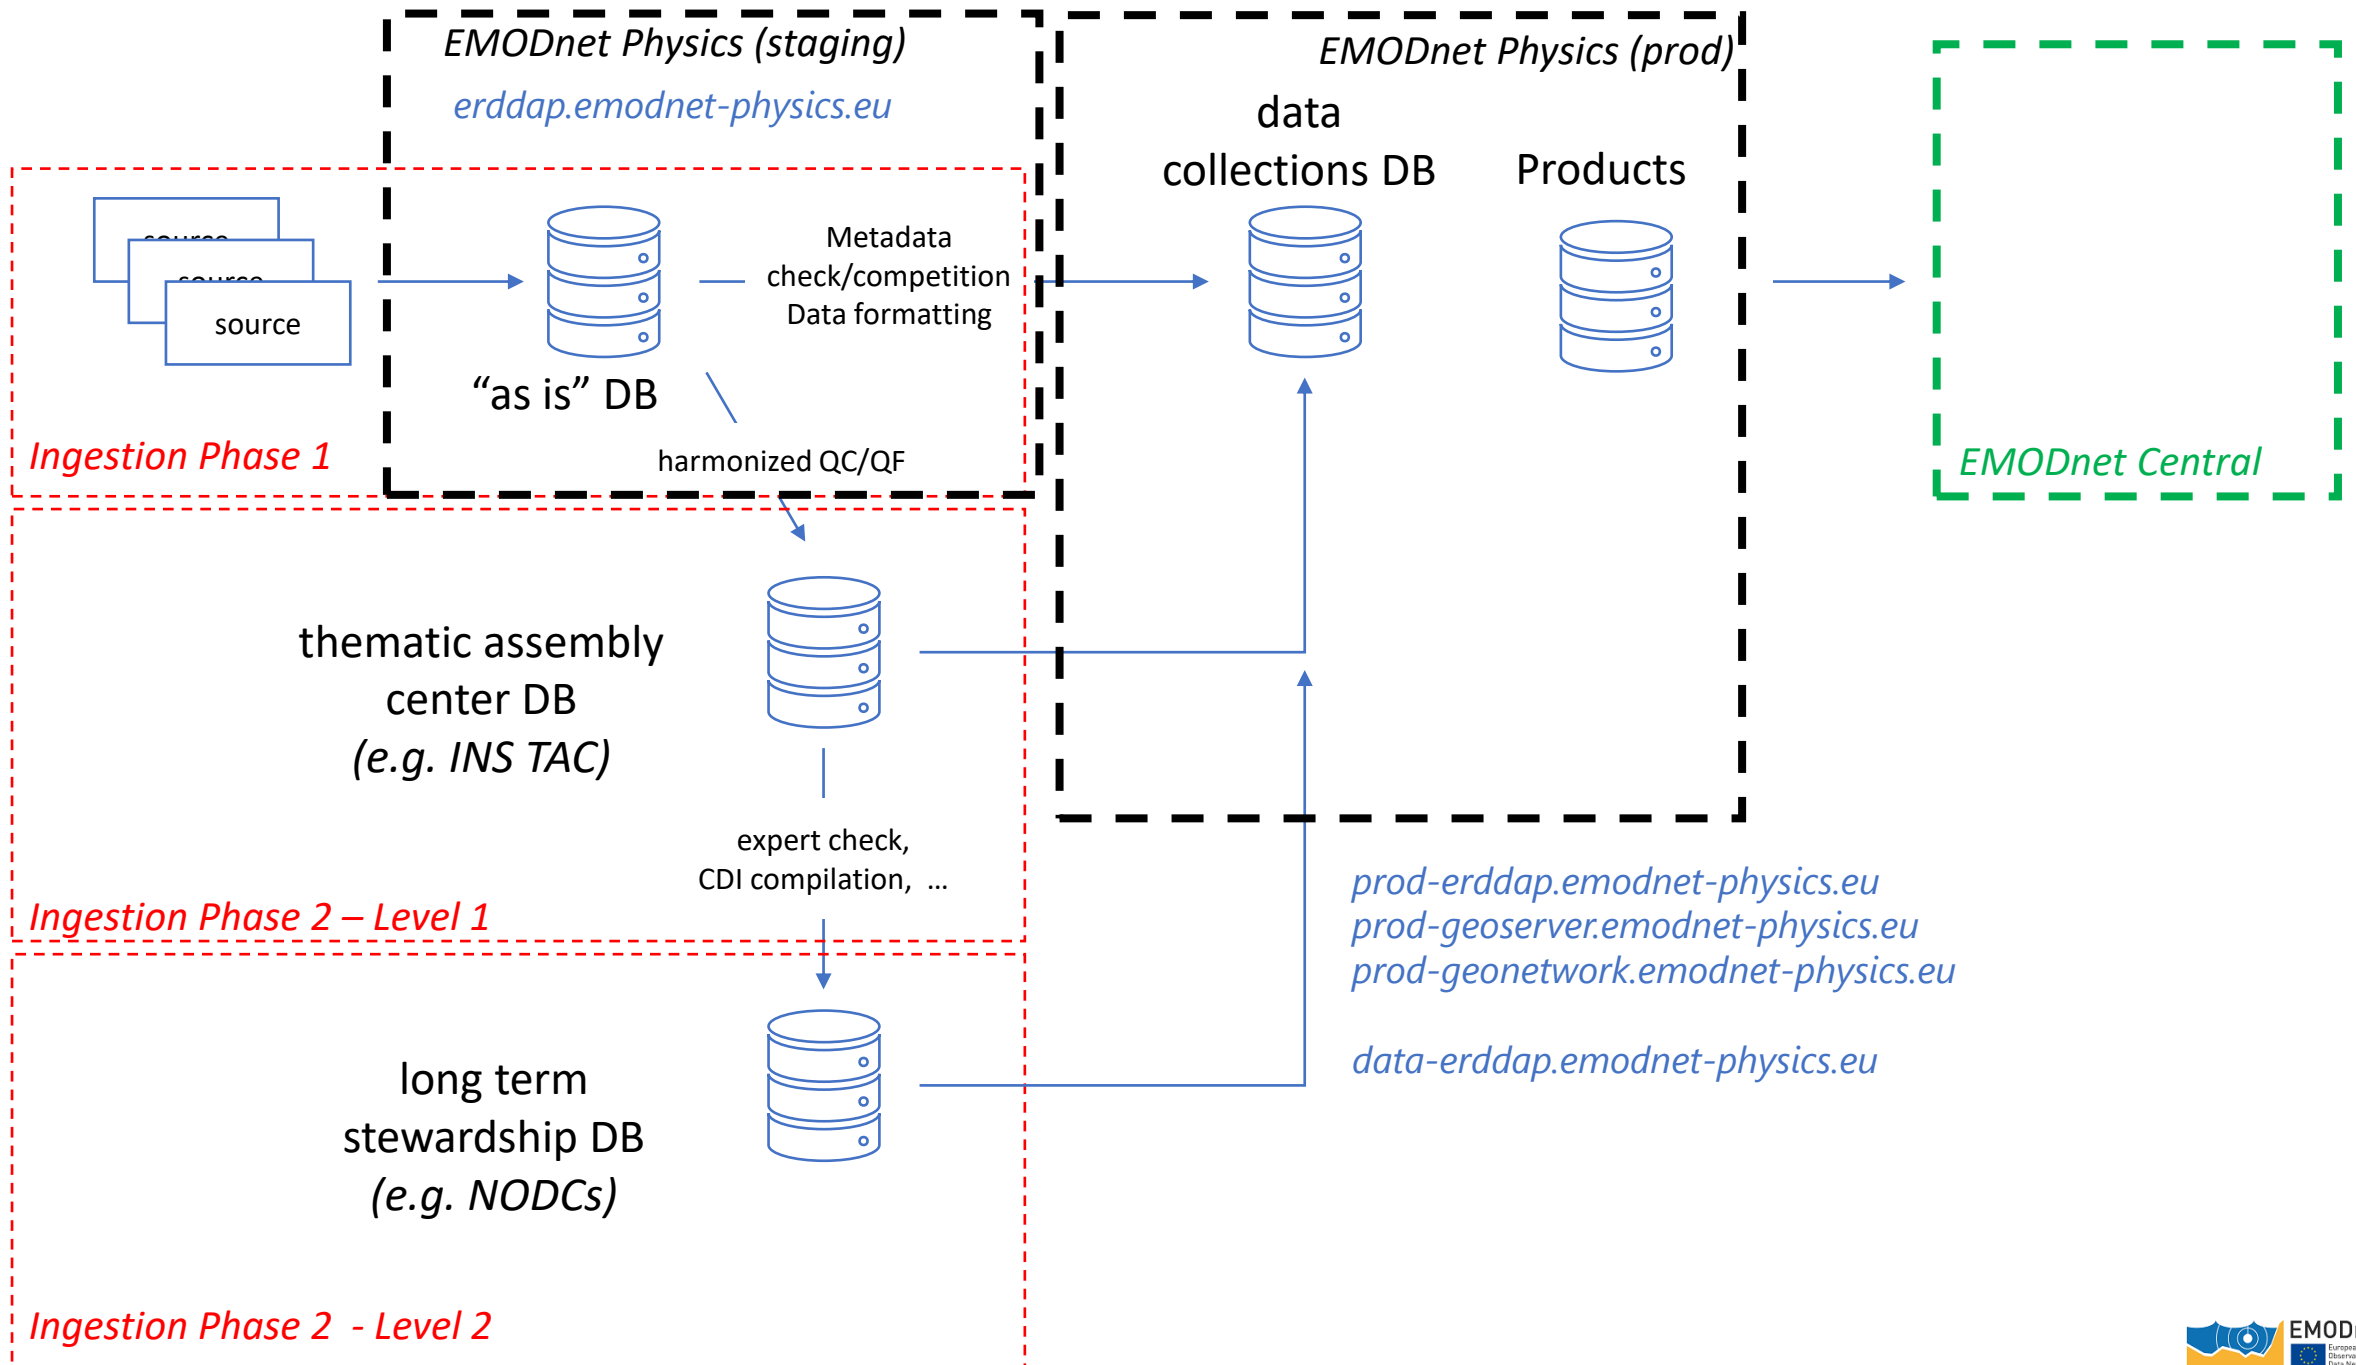 EMODnet Physics (staging)
erddap.emodnet-physics.eu
EMODnet Physics (prod)
data
collections DB
Products
source
source
source
Metadata
check/competition
Data formatting
“as is” DB
harmonized QC/QF
Ingestion Phase 1
EMODnet Central
thematic assembly
center DB
(e.g. INS TAC)
expert check,
CDI compilation, …
Ingestion Phase 2 – Level 1
prod-erddap.emodnet-physics.eu
prod-geoserver.emodnet-physics.eu
prod-geonetwork.emodnet-physics.eu
data-erddap.emodnet-physics.eu
long term
stewardship DB
(e.g. NODCs)
Ingestion Phase 2 - Level 2